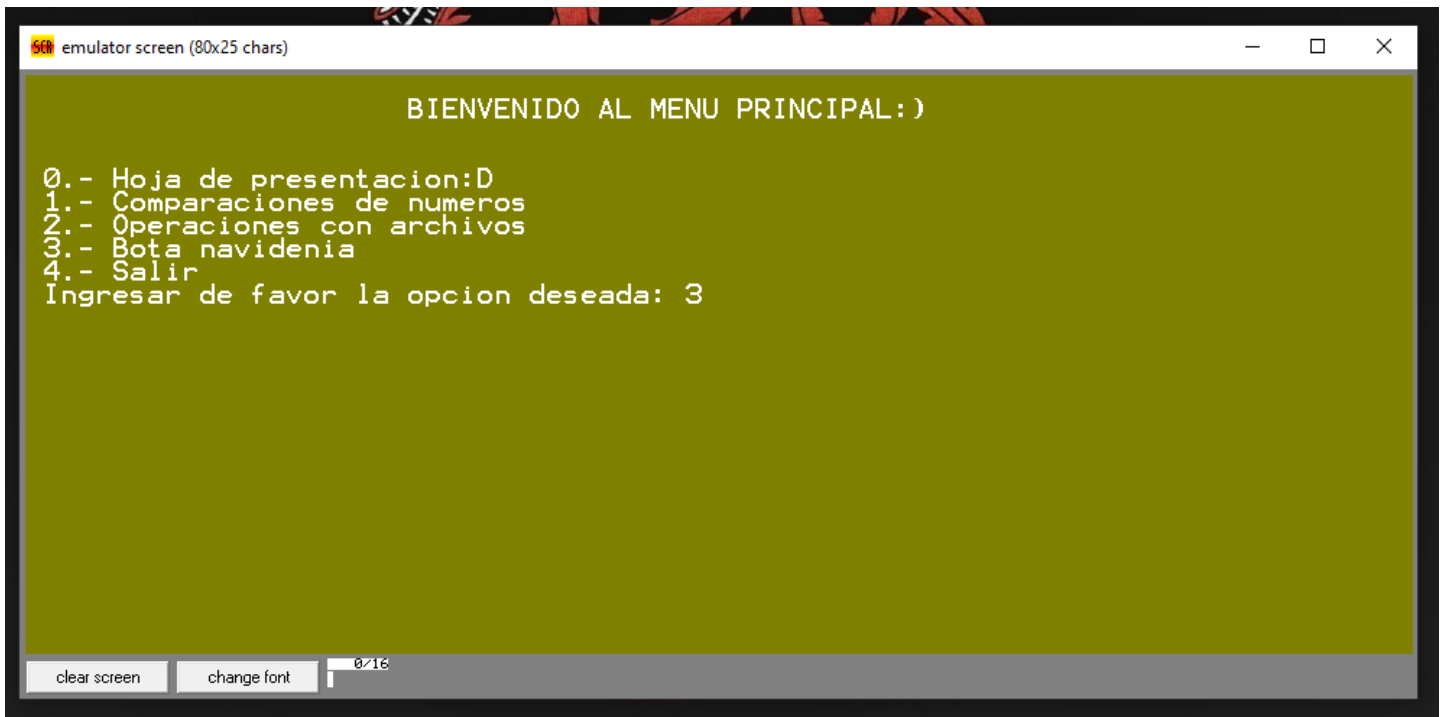 SCR emulator screen (80x25 chars)
BIENVENIDO AL MENU PRINCIPAL:)
0.- Hoja de presentacion:D
1.- Comparaciones de numeros
2.- Operaciones con archivos
3.- Bota navidenia
4.- Salir
Ingresar de favor la opcion deseada: 3
clear screen change font 0/16